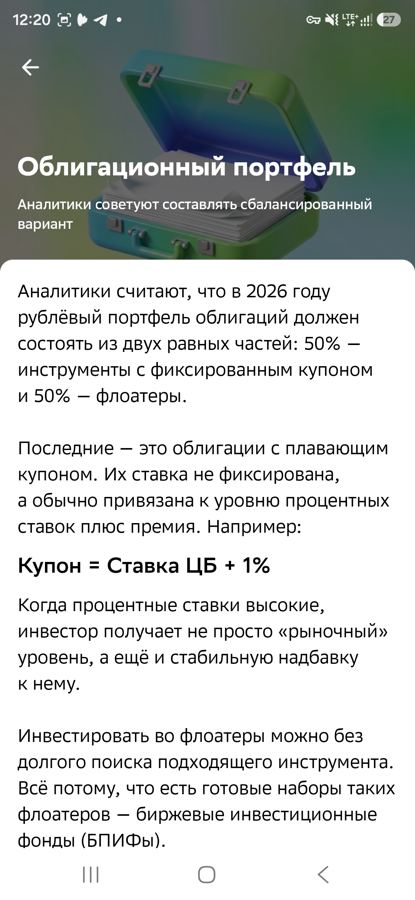 12:20
LTE+
27
Облигационный портфель
Аналитики советуют составлять сбалансированный
вариант
Аналитики считают, что в 2026 году
рублёвый портфель облигаций должен
состоять из двух равных частей: 50% —
инструменты с фиксированным купоном
и 50% — флоатеры.
Последние — это облигации с плавающим
купоном. Их ставка не фиксирована,
а обычно привязана к уровню процентных
ставок плюс премия. Например:
Купон = Ставка ЦБ + 1%
Когда процентные ставки высокие,
инвестор получает не просто «рыночный»
уровень, а ещё и стабильную надбавку
к нему.
Инвестировать во флоатеры можно без
долгого поиска подходящего инструмента.
Всё потому, что есть готовые наборы таких
флоатеров — биржевые инвестиционные
фонды (БПИФы).